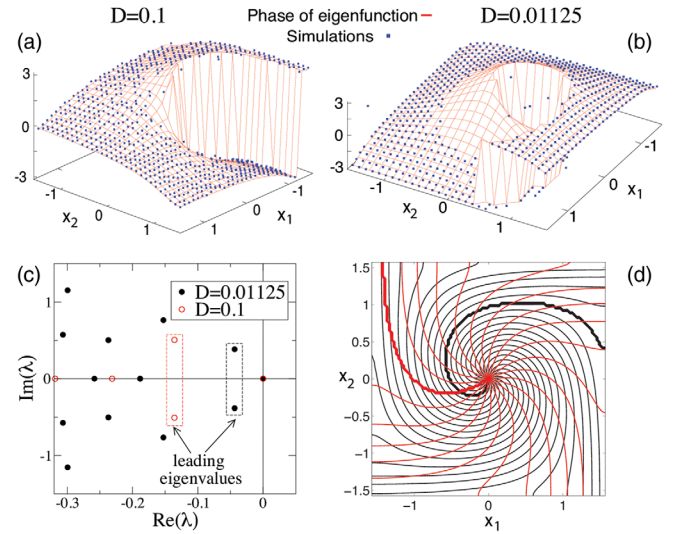 D=0.1
Phase of eigenfunction
D=0.01125
Simulations
(a)
(b)
3
0
-3
-1
0
1
x2
1
0
-1
x1
3
1
0
-3
-1
0
1
x2
1
0
-1
x1
(c)
D=0.01125
D=0.1
1
0
-1
Im(λ)
leading
eigenvalues
-0.3
-0.2
-0.1
0
Re(λ)
(d)
1.5
1
0.5
x2
0
-0.5
-1
-1.5
-1
0
1
x1